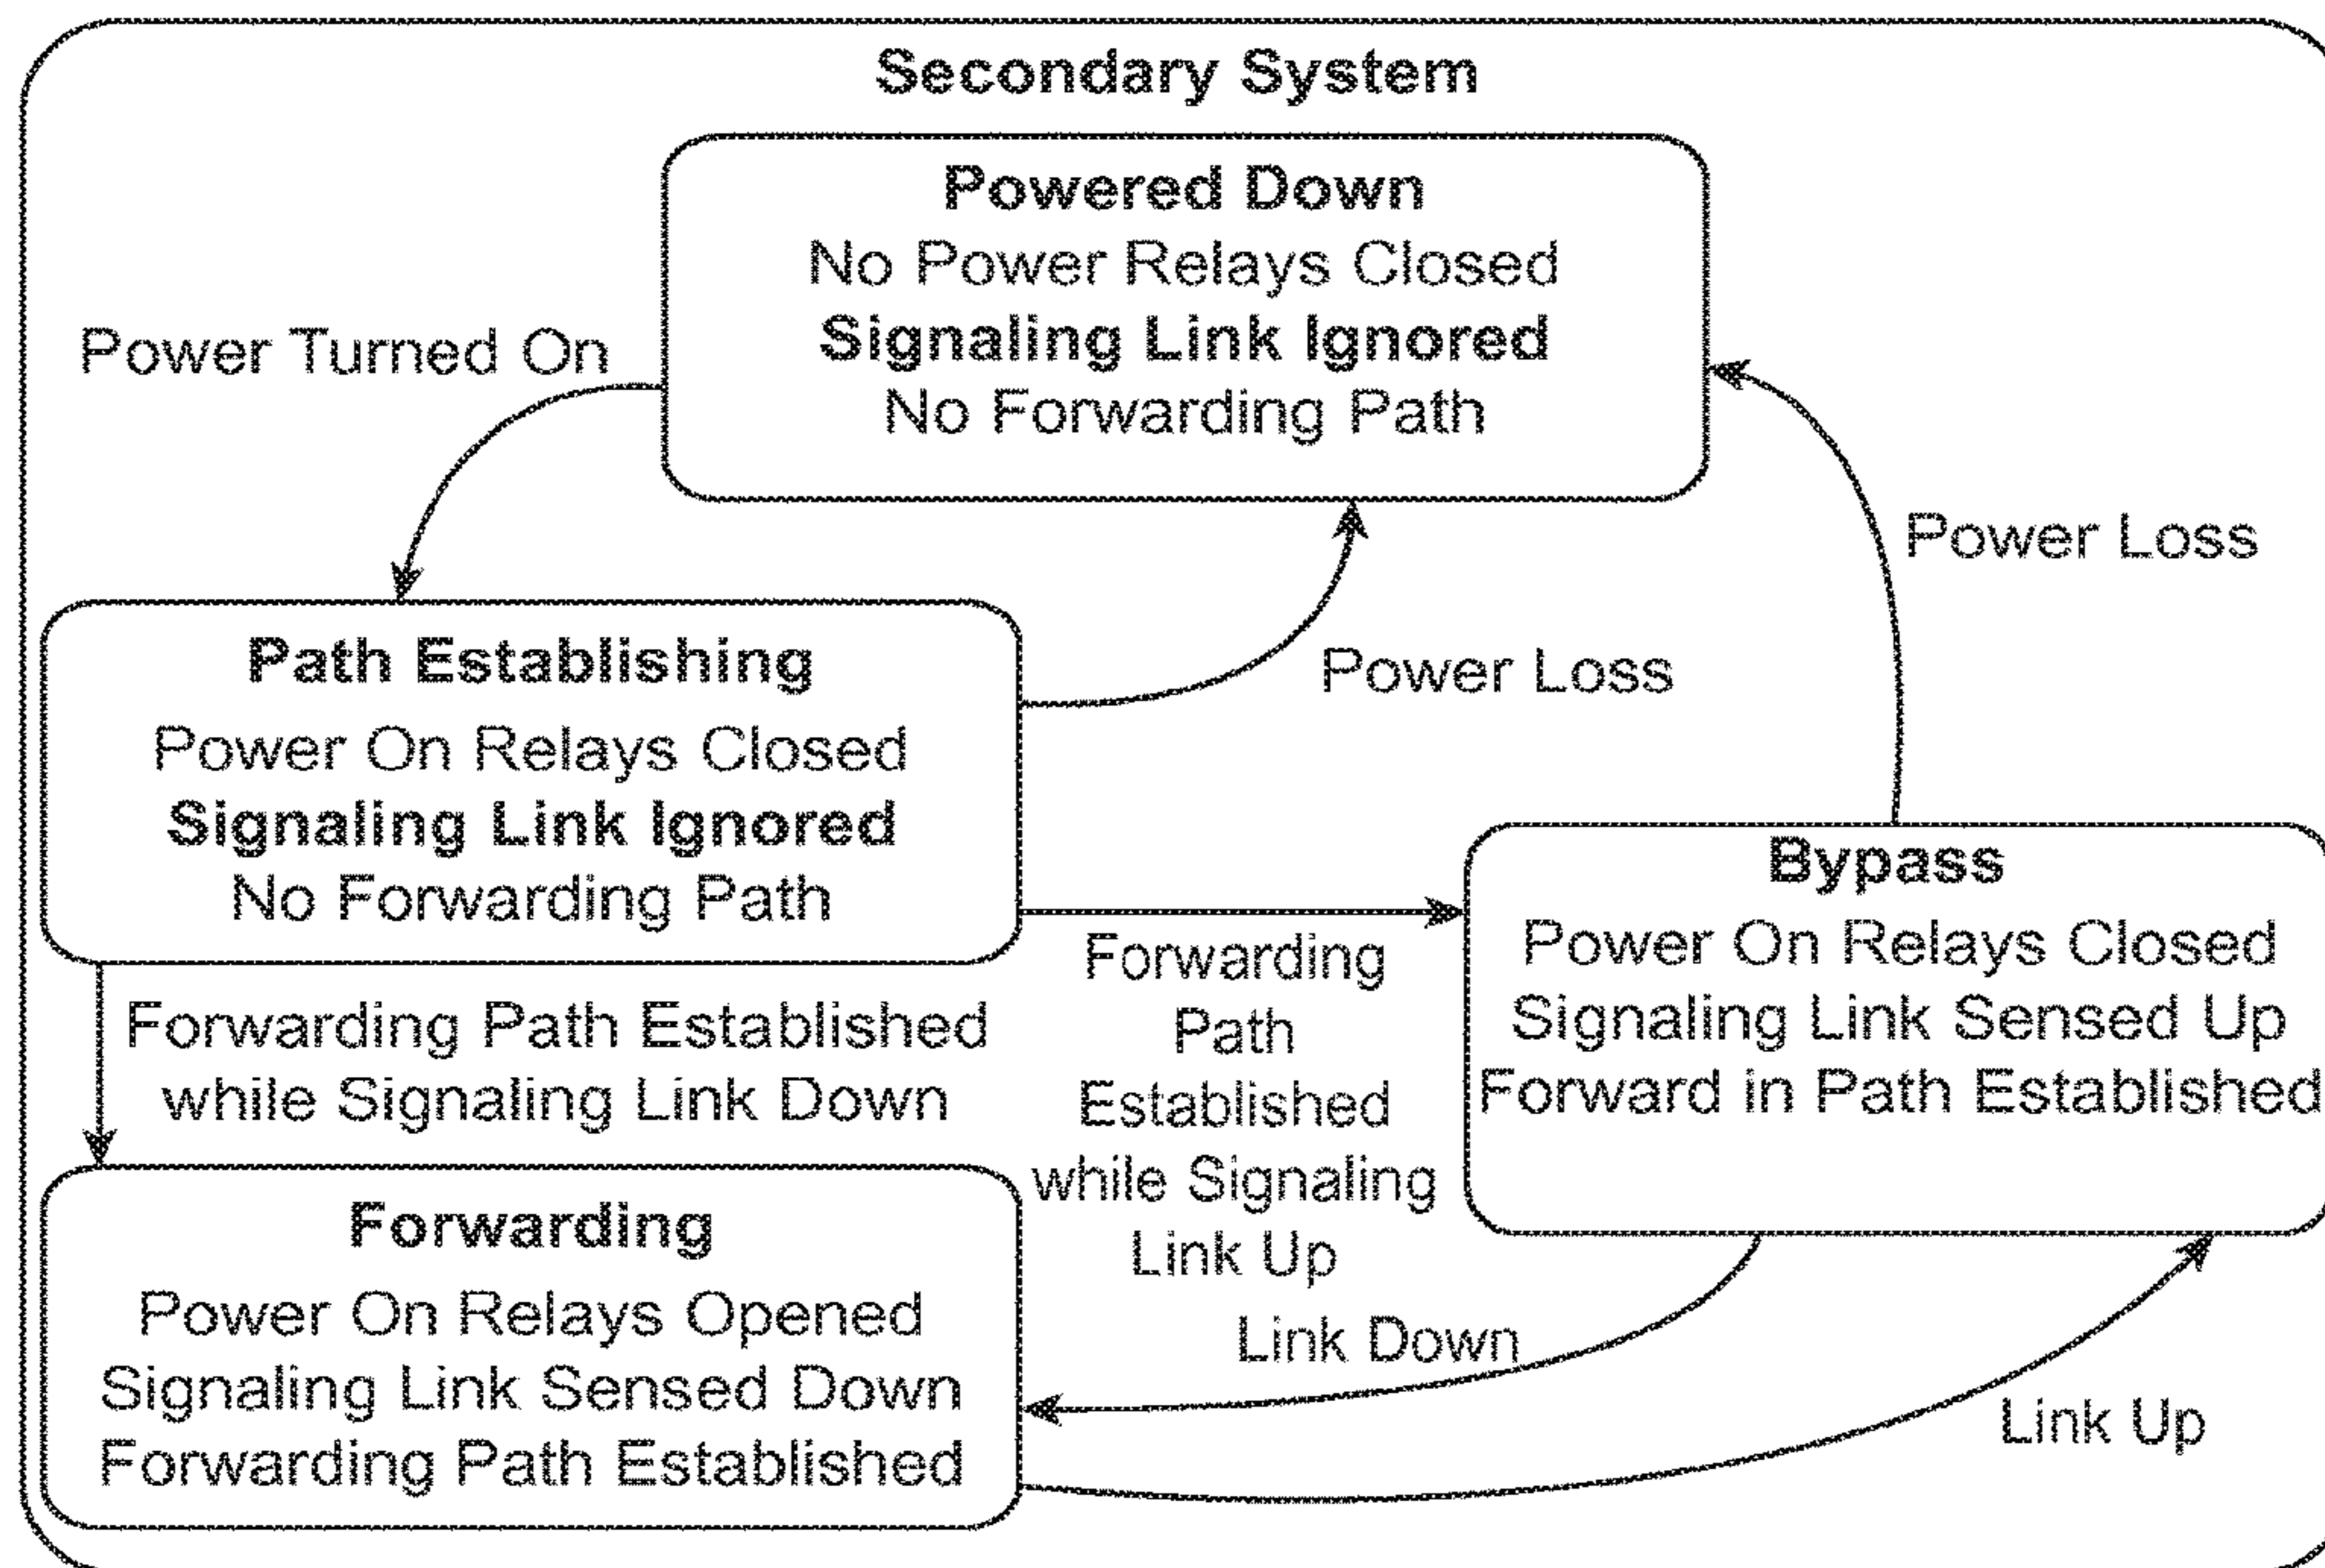 Secondary System
Powered Down
No Power Relays Closed
Signaling Link Ignored
No Forwarding Path
Power Turned On
Power Loss
Power Loss
Path Establishing
Power On Relays Closed
Signaling Link Ignored
No Forwarding Path
Bypass
Power On Relays Closed
Signaling Link Sensed Up
Forward in Path Established
Forwarding
Path
Established
while Signaling
Link Up
Forwarding Path Established
while Signaling Link Down
Forwarding
Power On Relays Opened
Signaling Link Sensed Down
Forwarding Path Established
Link Down
Link Up